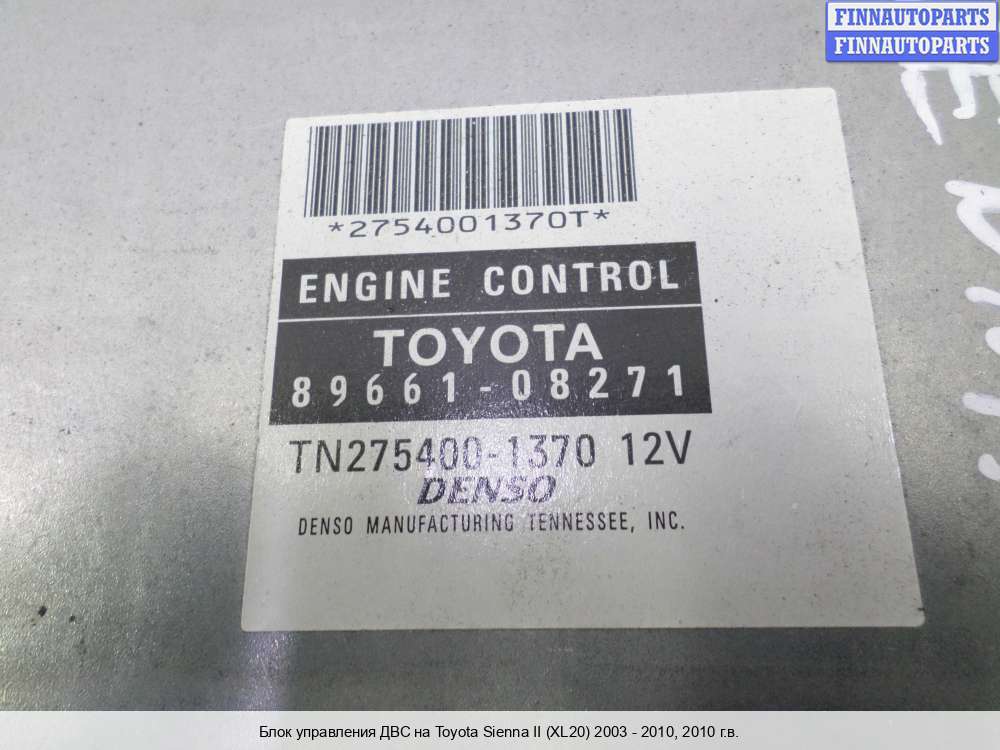 FINNAUTOPARTS
FINNAUTOPARTS
*2754001370T*
ENGINE CONTROL
TOYOTA
89661-08271
TN275400-1370 12V
DENSO
DENSO MANUFACTURING TENNESSEE, INC.
Блок управления ДВС на Toyota Sienna II (XL20) 2003 - 2010, 2010 г.в.